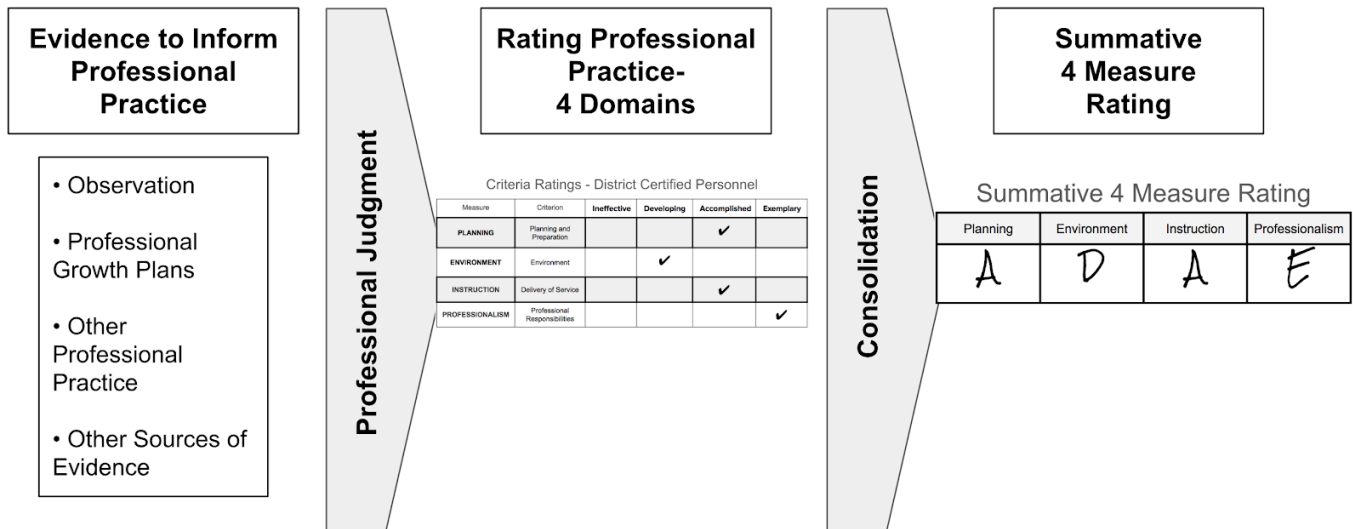 Evidence to Inform
Professional
Practice
• Observation
• Professional
Growth Plans
• Other
Professional
Practice
• Other Sources of
Evidence
Professional Judgment
Rating Professional
Practice-
4 Domains
Criteria Ratings - District Certified Personnel
Measure Criterion Ineffective Developing Accomplished Exemplary
PLANNING Planning and
Preparation ✔
ENVIRONMENT Environment ✔
INSTRUCTION Delivery of Service ✔
PROFESSIONALISM Professional
Responsibilities ✔
Consolidation
Summative
4 Measure
Rating
Summative 4 Measure Rating
Planning Environment Instruction Professionalism
A D A E